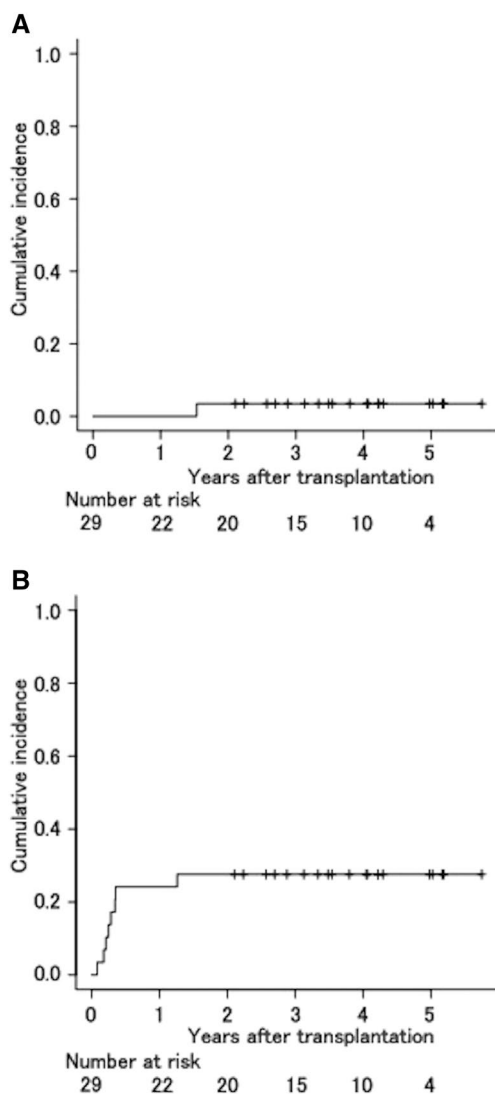 A
1.0
0.8
0.6
0.4
0.2
0.0
Cumulative incidence
0 1 2 3 4 5
Years after transplantation
Number at risk
29 22 20 15 10 4
B
1.0
0.8
0.6
0.4
0.2
0.0
Cumulative incidence
0 1 2 3 4 5
Years after transplantation
Number at risk
29 22 20 15 10 4